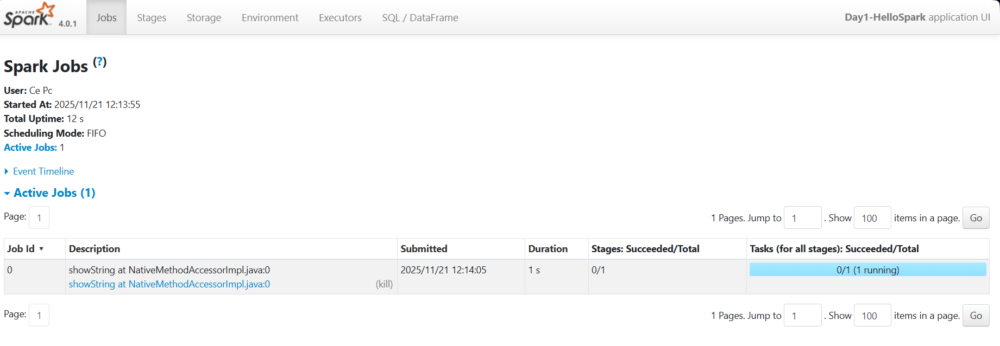 APACHE Spark 4.0.1 Jobs Stages Storage Environment Executors SQL / DataFrame Day1-HelloSpark application UI
Spark Jobs (?)
User: Ce Pc
Started At: 2025/11/21 12:13:55
Total Uptime: 12 s
Scheduling Mode: FIFO
Active Jobs: 1
Event Timeline
Active Jobs (1)
Page: 1 1 Pages. Jump to 1 . Show 100 items in a page. Go
Job Id ▾ Description Submitted Duration Stages: Succeeded/Total Tasks (for all stages): Succeeded/Total
0 showString at NativeMethodAccessorImpl.java:0 2025/11/21 12:14:05 1 s 0/1 0/1 (1 running)
showString at NativeMethodAccessorImpl.java:0 (kill)
Page: 1 1 Pages. Jump to 1 . Show 100 items in a page. Go